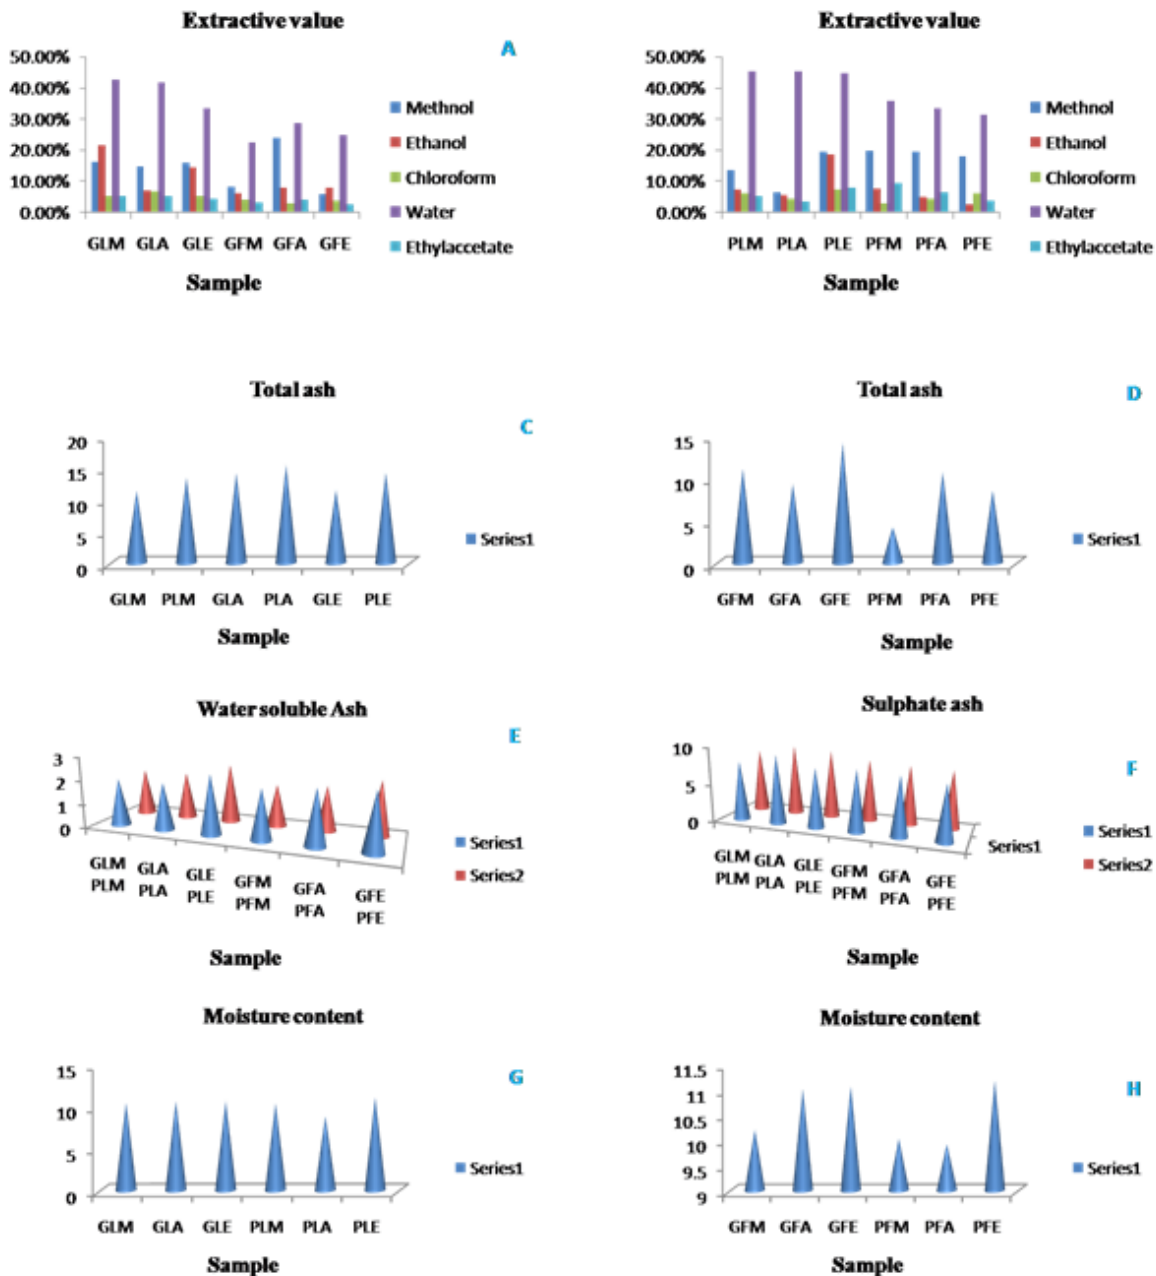 Extractive value
A
50.00%
40.00%
30.00%
20.00%
10.00%
0.00%
GLM GLA GLE GFM GFA GFE
Sample
Methnol
Ethanol
Chloroform
Water
Ethylaccetate
Extractive value
50.00%
40.00%
30.00%
20.00%
10.00%
0.00%
PLM PLA PLE PFM PFA PFE
Sample
Methnol
Ethanol
Chloroform
Water
Ethylaccetate
Total ash
C
20
15
10
5
0
GLM PLM GLA PLA GLE PLE
Sample
Series1
Total ash
D
15
10
5
0
GFM GFA GFE PFM PFA PFE
Sample
Series1
Water soluble Ash
E
3
2
1
0
GLM GLA GLE GFM GFA GFE
PLM PLA PLE PFM PFA PFE
Sample
Series1
Series2
Sulphate ash
F
10
5
0
GLM GLA GLE GFM GFA GFE
PLM PLA PLE PFM PFA PFE
Series1
Sample
Series1
Series2
Moisture content
G
15
10
5
0
GLM GLA GLE PLM PLA PLE
Sample
Series1
Moisture content
H
11.5
11
10.5
10
9.5
9
GFM GFA GFE PFM PFA PFE
Sample
Series1